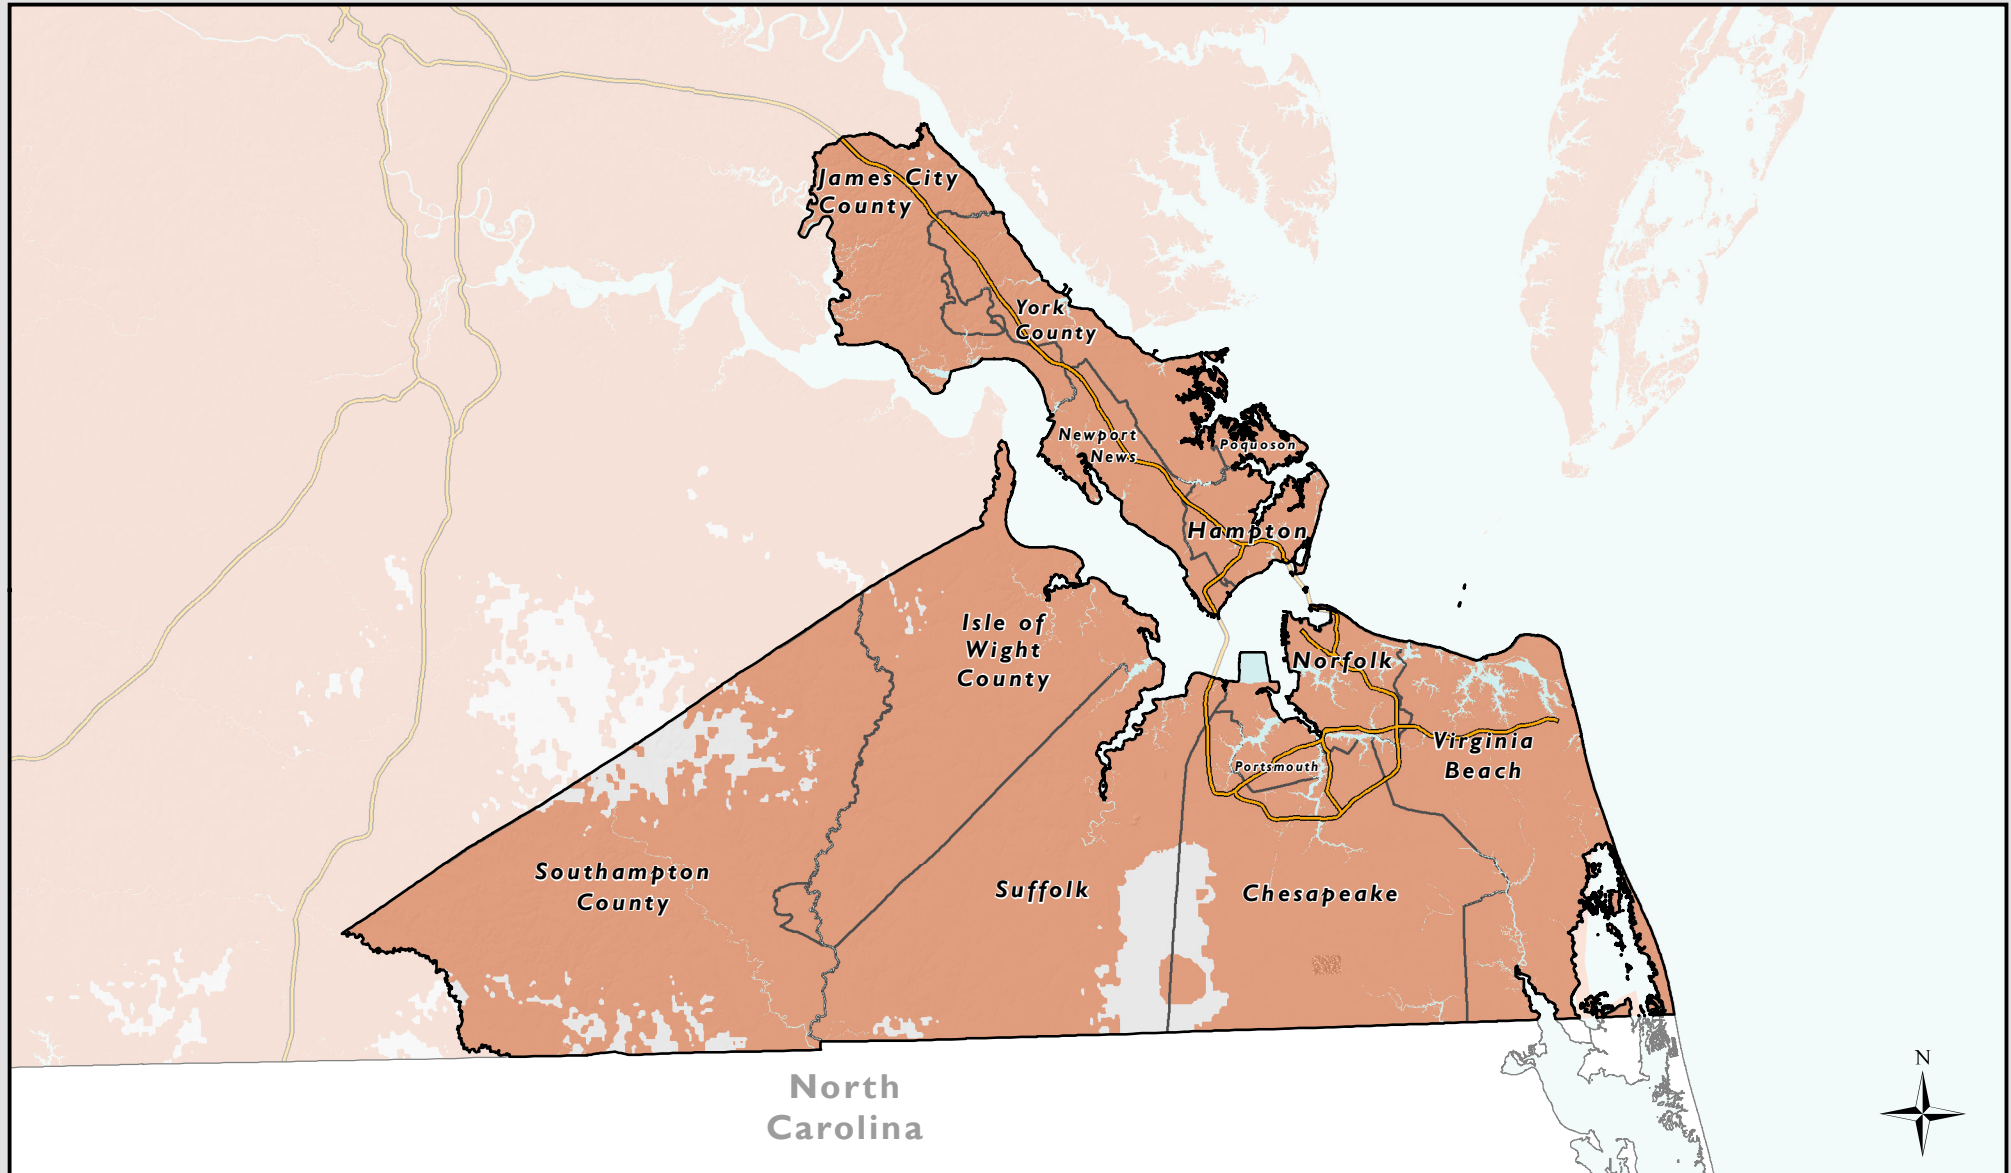 James City
County
York
County
Newport
News
Poquoson
Hampton
Isle of
Wight
County
Norfolk
Virginia
Beach
Portsmouth
Southampton
County
Suffolk
Chesapeake
North
Carolina
N